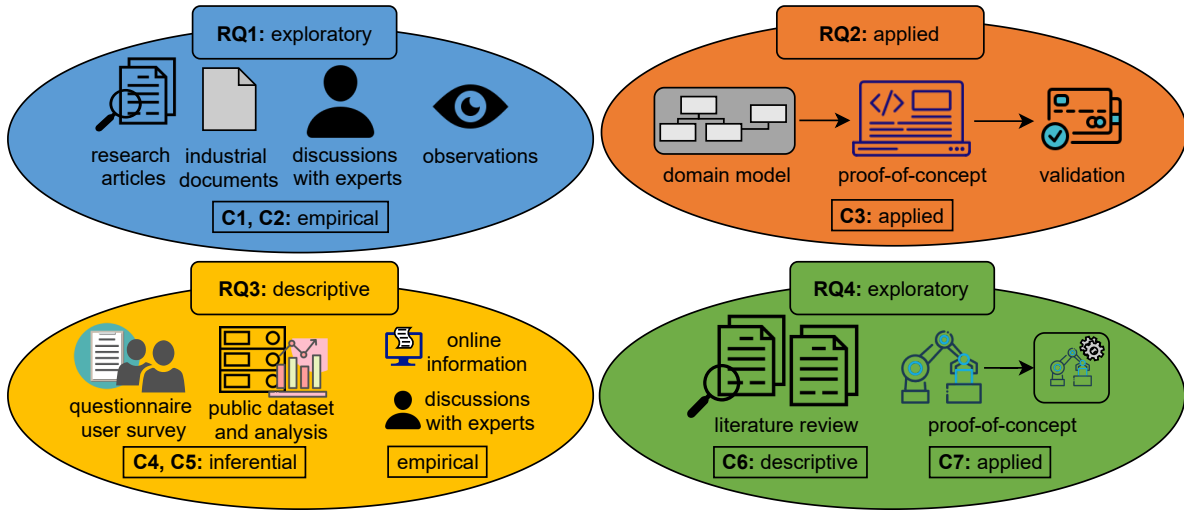 RQ1: exploratory
research
articles
industrial
documents
discussions
with experts
observations
C1, C2: empirical
RQ2: applied
domain model
proof-of-concept
validation
C3: applied
RQ3: descriptive
questionnaire
user survey
public dataset
and analysis
online
information
discussions
with experts
C4, C5: inferential
empirical
RQ4: exploratory
literature review
proof-of-concept
C6: descriptive
C7: applied